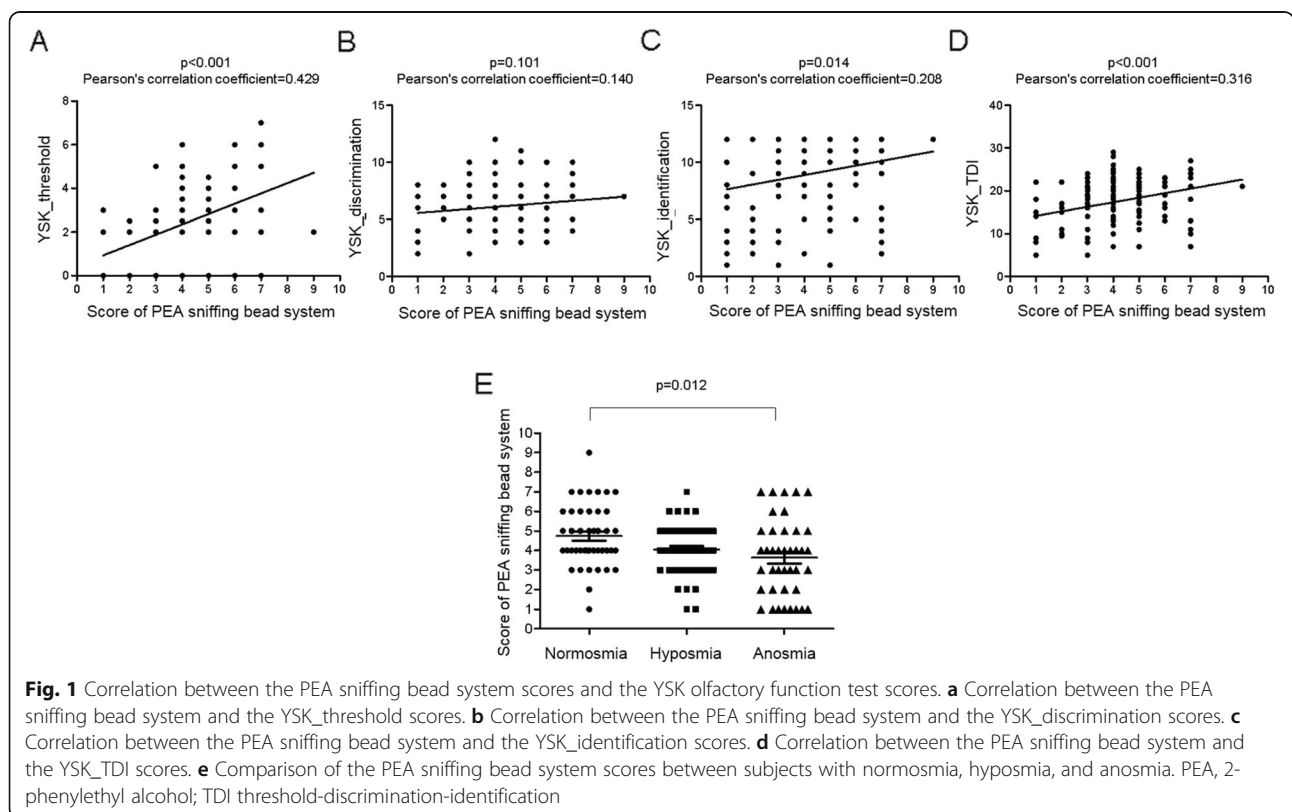 A
p<0.001
Pearson's correlation coefficient=0.429
8
6
4
2
0
YSK_threshold
0 1 2 3 4 5 6 7 8 9 10
Score of PEA sniffing bead system
B
p=0.101
Pearson's correlation coefficient=0.140
15
10
5
0
YSK_discrimination
0 1 2 3 4 5 6 7 8 9 10
Score of PEA sniffing bead system
C
p=0.014
Pearson's correlation coefficient=0.208
15
10
5
0
YSK_identification
0 1 2 3 4 5 6 7 8 9 10
Score of PEA sniffing bead system
D
p<0.001
Pearson's correlation coefficient=0.316
40
30
20
10
0
YSK_TDI
0 1 2 3 4 5 6 7 8 9 10
Score of PEA sniffing bead system
E
p=0.012
10
9
8
7
6
5
4
3
2
1
0
Score of PEA sniffing bead system
Normosmia Hyposmia Anosmia
Fig. 1 Correlation between the PEA sniffing bead system scores and the YSK olfactory function test scores. a Correlation between the PEA
sniffing bead system and the YSK_threshold scores. b Correlation between the PEA sniffing bead system and the YSK_discrimination scores. c
Correlation between the PEA sniffing bead system and the YSK_identification scores. d Correlation between the PEA sniffing bead system and
the YSK_TDI scores. e Comparison of the PEA sniffing bead system scores between subjects with normosmia, hyposmia, and anosmia. PEA, 2-
phenylethyl alcohol; TDI threshold-discrimination-identification